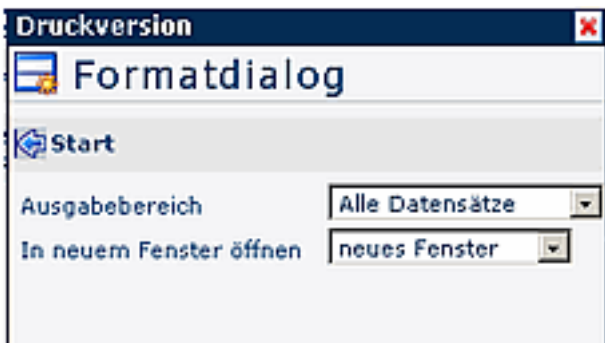 Druckversion
Formatdialog
Start
Ausgabebereich Alle Datensätze
In neuem Fenster öffnen neues Fenster